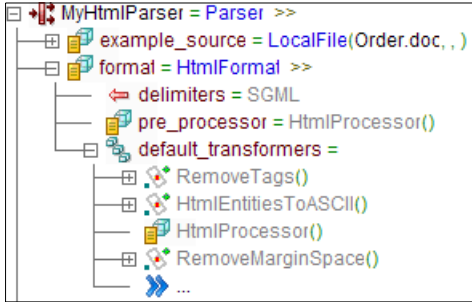 MyHtmlParser = Parser >>
example_source = LocalFile(Order.doc, , )
format = HtmlFormat >>
delimiters = SGML
pre_processor = HtmlProcessor()
default_transformers =
RemoveTags()
HtmlEntitiesToASCII()
HtmlProcessor()
RemoveMarginSpace()
...